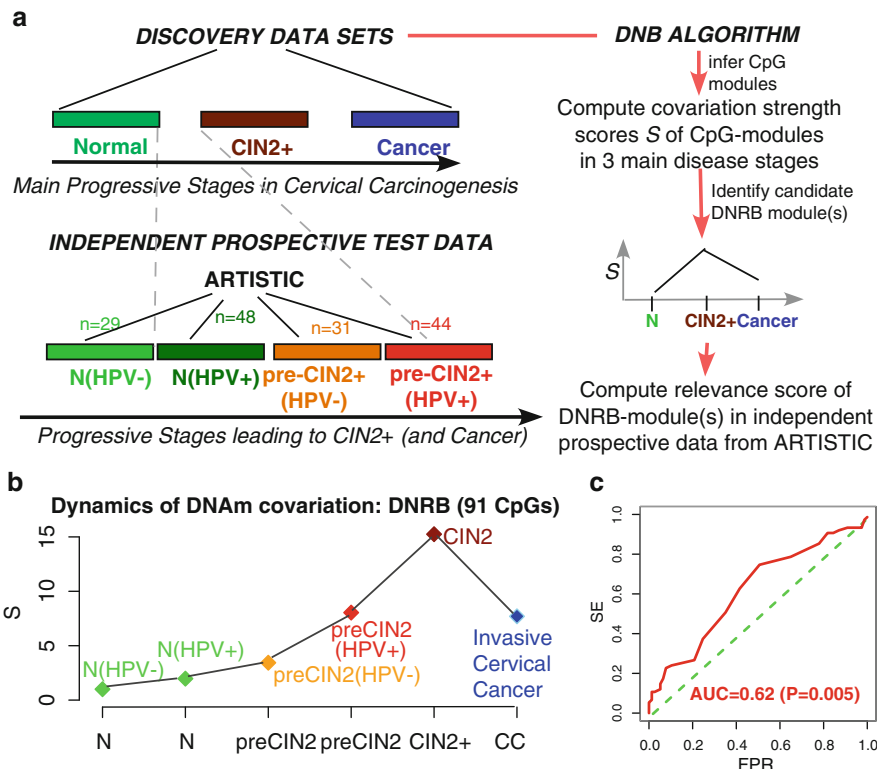 a
DISCOVERY DATA SETS
DNB ALGORITHM
infer CpG
modules
Compute covariation strength
scores S of CpG-modules
in 3 main disease stages
Normal
CIN2+
Cancer
Main Progressive Stages in Cervical Carcinogenesis
Identify candidate
DNRB module(s)
S
N
CIN2+
Cancer
Compute relevance score of
DNRB-module(s) in independent
prospective data from ARTISTIC
INDEPENDENT PROSPECTIVE TEST DATA
ARTISTIC
n=29
n=48
n=31
n=44
N(HPV-)
N(HPV+)
pre-CIN2+
(HPV-)
pre-CIN2+
(HPV+)
Progressive Stages leading to CIN2+ (and Cancer)
b
Dynamics of DNAm covariation: DNRB (91 CpGs)
S
15
10
5
0
N(HPV-)
N(HPV+)
preCIN2(HPV-)
preCIN2
(HPV+)
CIN2
Invasive
Cervical
Cancer
N
N
preCIN2
preCIN2
CIN2+
CC
c
SE
1.0
0.8
0.6
0.4
0.2
0.0
AUC=0.62 (P=0.005)
0.0
0.2
0.4
0.6
0.8
1.0
FPR